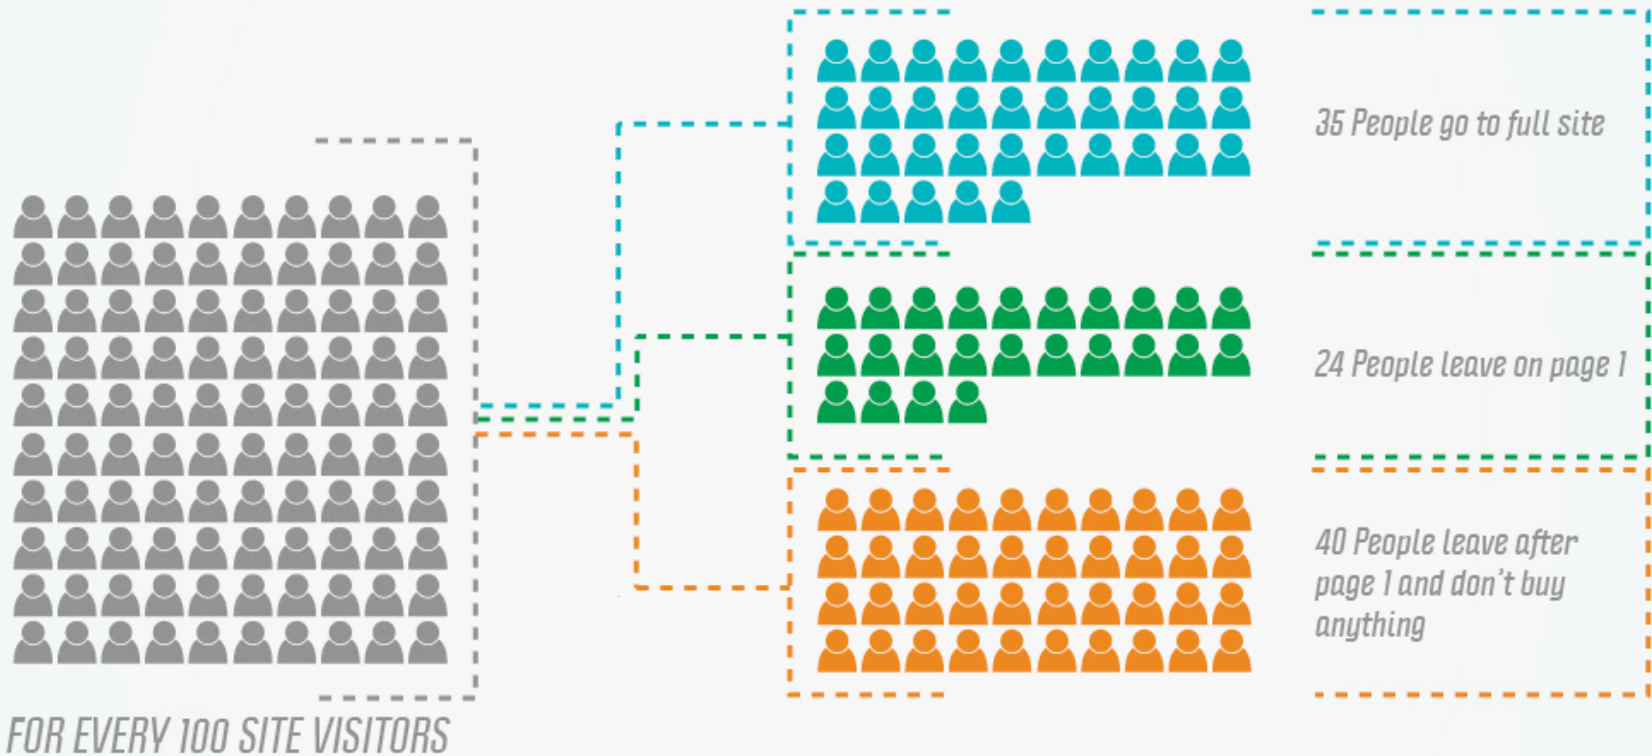 35 People go to full site
24 People leave on page 1
40 People leave after
page 1 and don't buy
anything
FOR EVERY 100 SITE VISITORS